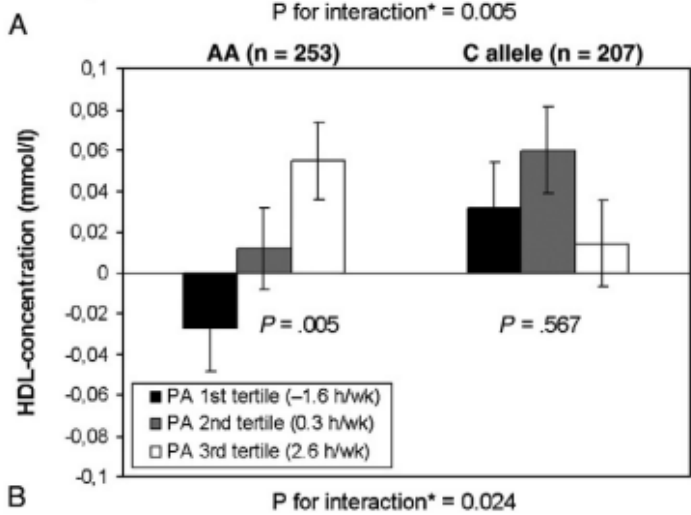 P for interaction* = 0.005
A
AA (n = 253)
C allele (n = 207)
HDL-concentration (mmol/l)
0,1
0,08
0,06
0,04
0,02
0
-0,02
-0,04
-0,06
-0,08
-0,1
P = .005
P = .567
PA 1st tertile (–1.6 h/wk)
PA 2nd tertile (0.3 h/wk)
PA 3rd tertile (2.6 h/wk)
B
P for interaction* = 0.024